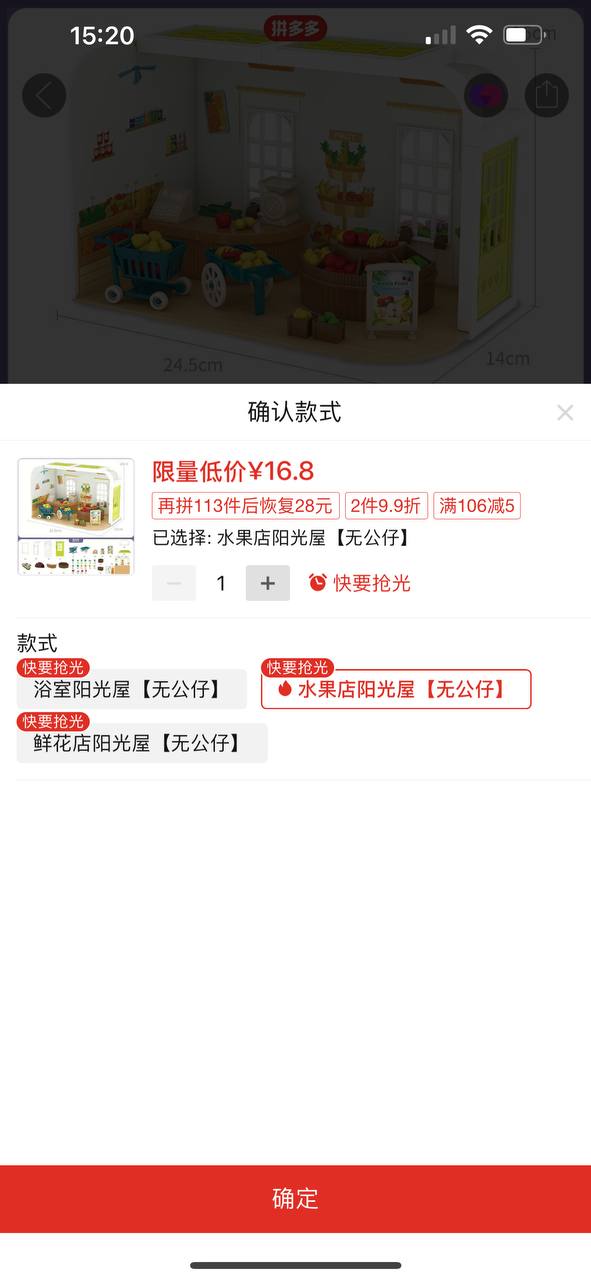 15:20
拼多多
24.5cm
14cm
确认款式
限量低价¥16.8
再拼113件后恢复28元
2件9.9折
满106减5
已选择: 水果店阳光屋【无公仔】
1
快要抢光
款式
快要抢光
浴室阳光屋【无公仔】
快要抢光
水果店阳光屋【无公仔】
快要抢光
鲜花店阳光屋【无公仔】
确定